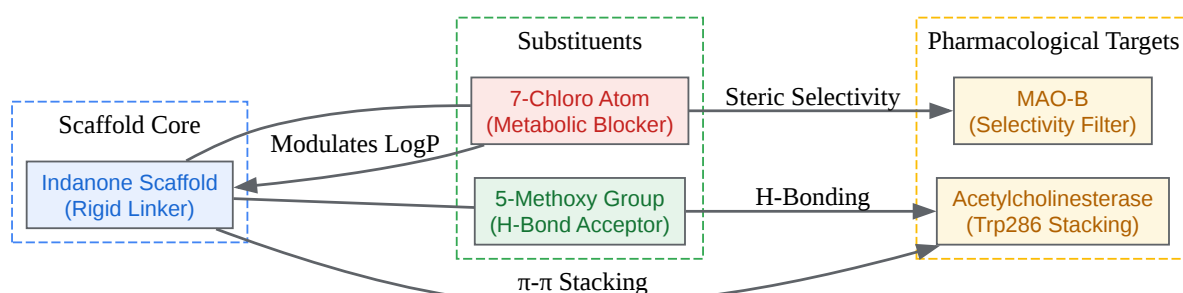 Scaffold Core
Indanone Scaffold
(Rigid Linker)
Modulates LogP
Substituents
7-Chloro Atom
(Metabolic Blocker)
5-Methoxy Group
(H-Bond Acceptor)
Steric Selectivity
H-Bonding
π-π Stacking
Pharmacological Targets
MAO-B
(Selectivity Filter)
Acetylcholinesterase
(Trp286 Stacking)